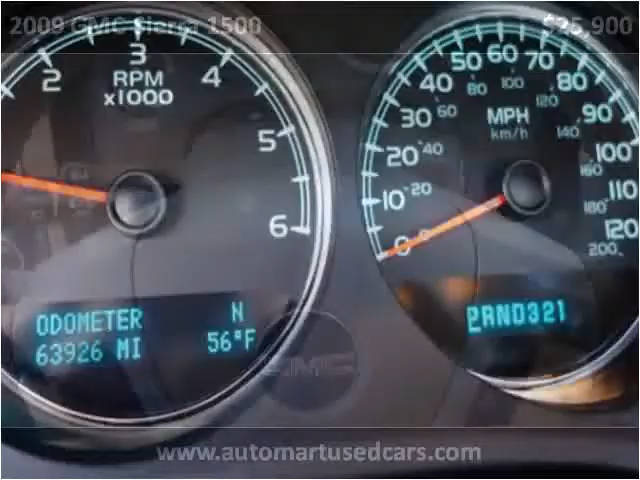 2009 GMC Sierra 1500 $25,900
2 3 4 5 6
RPM
x1000
0 10 20 30 40 50 60 70 80 90 100 110 120
20 40 60 80 100 120 140 160 180 200
MPH
km/h
ODOMETER N
63926 MI 56°F
PRND321
GMC
www.automartusedcars.com